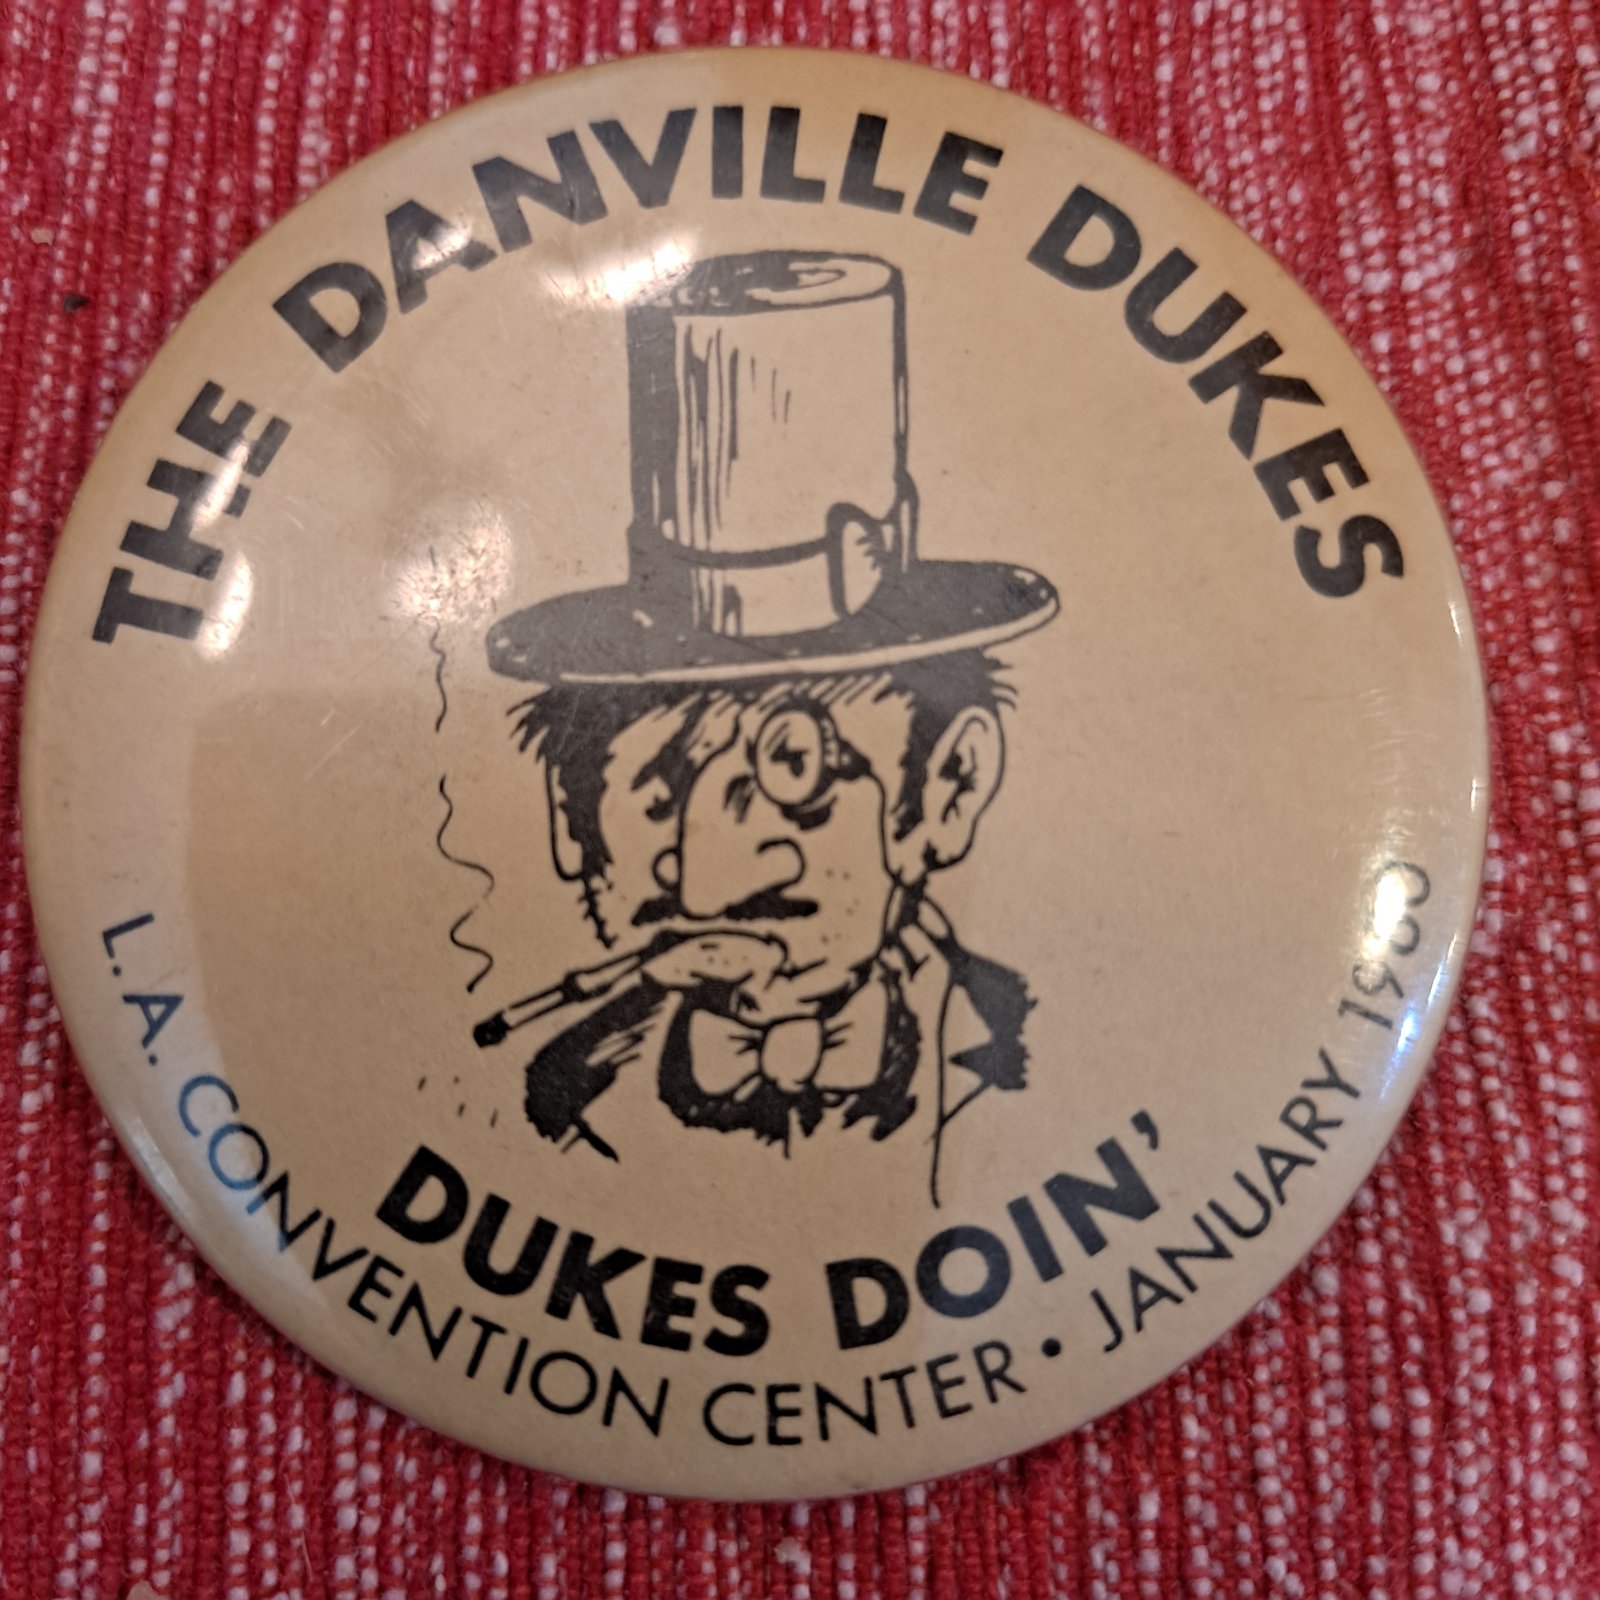 THE DANVILLE DUKES
DUKES DOIN'
L.A. CONVENTION CENTER • JANUARY